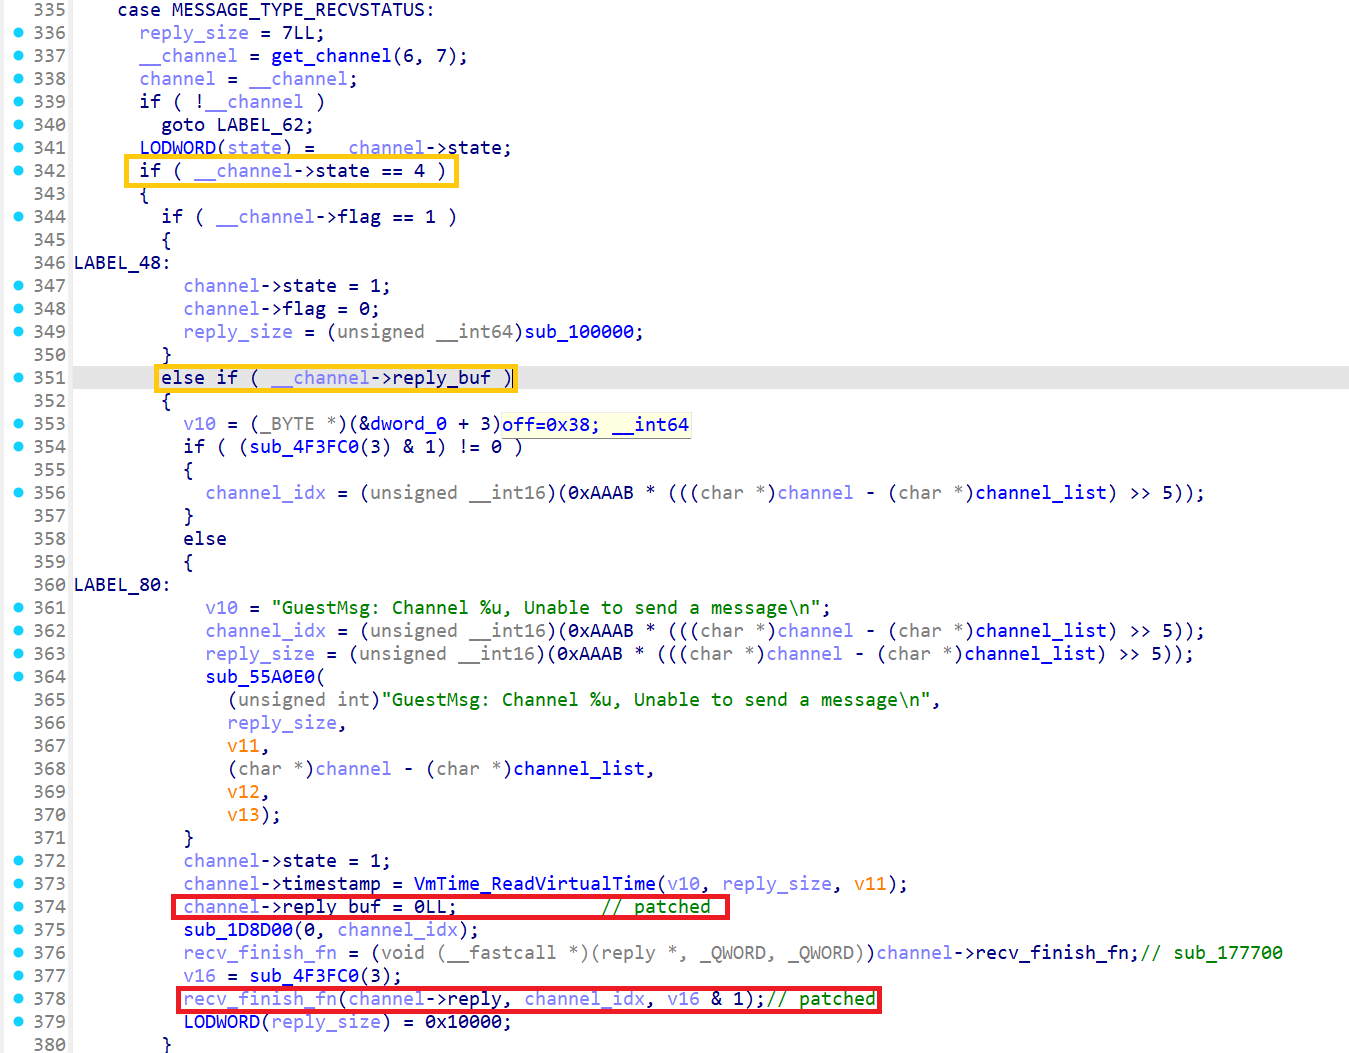 335 case MESSAGE_TYPE_RECVSTATUS:
336 reply_size = 7LL;
337 __channel = get_channel(6, 7);
338 channel = __channel;
339 if ( !__channel )
340 goto LABEL_62;
341 LODWORD(state) = __channel->state;
342 if ( __channel->state == 4 )
343 {
344 if ( __channel->flag == 1 )
345 {
346 LABEL_48:
347 channel->state = 1;
348 channel->flag = 0;
349 reply_size = (unsigned __int64)sub_100000;
350 }
351 else if ( __channel->reply_buf )
352 {
353 v10 = (_BYTE *)(&dword_0 + 3)off=0x38; __int64
354 if ( (sub_4F3FC0(3) & 1) != 0 )
355 {
356 channel_idx = (unsigned __int16)(0xAAAB * (((char *)channel - (char *)channel_list) >> 5));
357 }
358 else
359 {
360 LABEL_80:
361 v10 = "GuestMsg: Channel %u, Unable to send a message\n";
362 channel_idx = (unsigned __int16)(0xAAAB * (((char *)channel - (char *)channel_list) >> 5));
363 reply_size = (unsigned __int16)(0xAAAB * (((char *)channel - (char *)channel_list) >> 5));
364 sub_55A0E0(
365 (unsigned int)"GuestMsg: Channel %u, Unable to send a message\n",
366 reply_size,
367 v11,
368 (char *)channel - (char *)channel_list,
369 v12,
370 v13);
371 }
372 channel->state = 1;
373 channel->timestamp = VmTime_ReadVirtualTime(v10, reply_size, v11);
374 channel->reply_buf = 0LL; // patched
375 sub_1D8D00(0, channel_idx);
376 recv_finish_fn = (void (__fastcall *)(reply *, _QWORD, _QWORD))channel->recv_finish_fn;// sub_177700
377 v16 = sub_4F3FC0(3);
378 recv_finish_fn(channel->reply, channel_idx, v16 & 1);// patched
379 LODWORD(reply_size) = 0x10000;
380 }